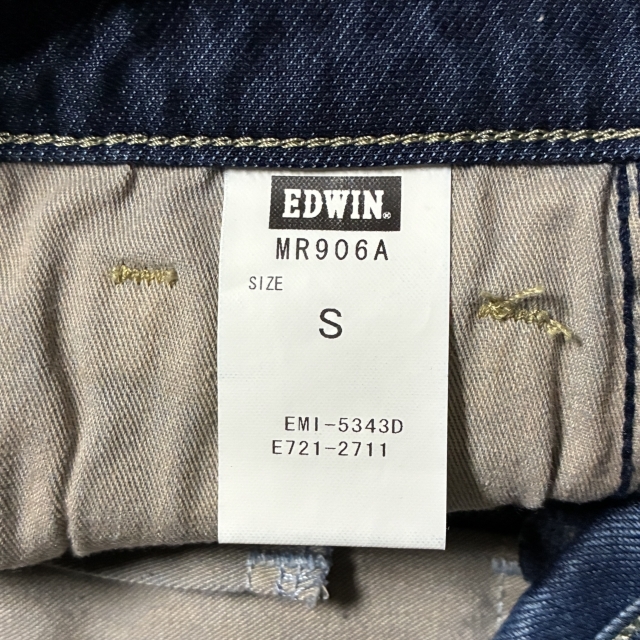 EDWIN®
MR906A
SIZE
S
EMI-5343D
E721-2711